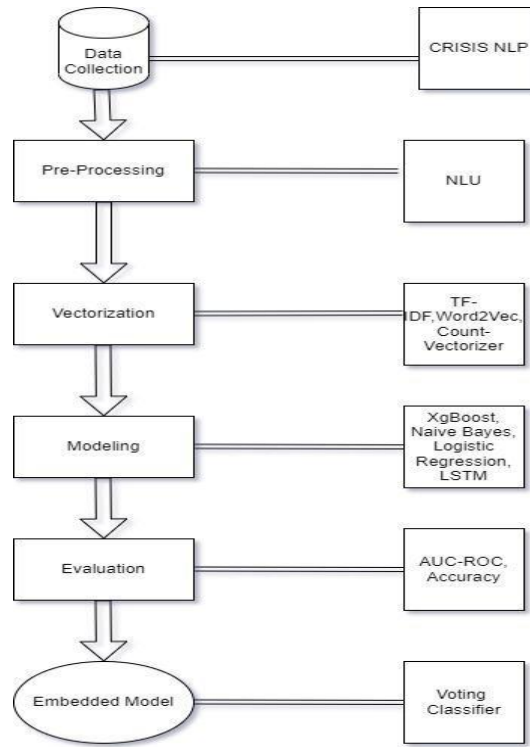 Data
Collection
CRISIS NLP
Pre-Processing
NLU
Vectorization
TF-
IDF,Word2Vec,
Count-
Vectorizer
Modeling
XgBoost,
Naive Bayes,
Logistic
Regression,
LSTM
Evaluation
AUC-ROC,
Accuracy
Embedded Model
Voting
Classifier